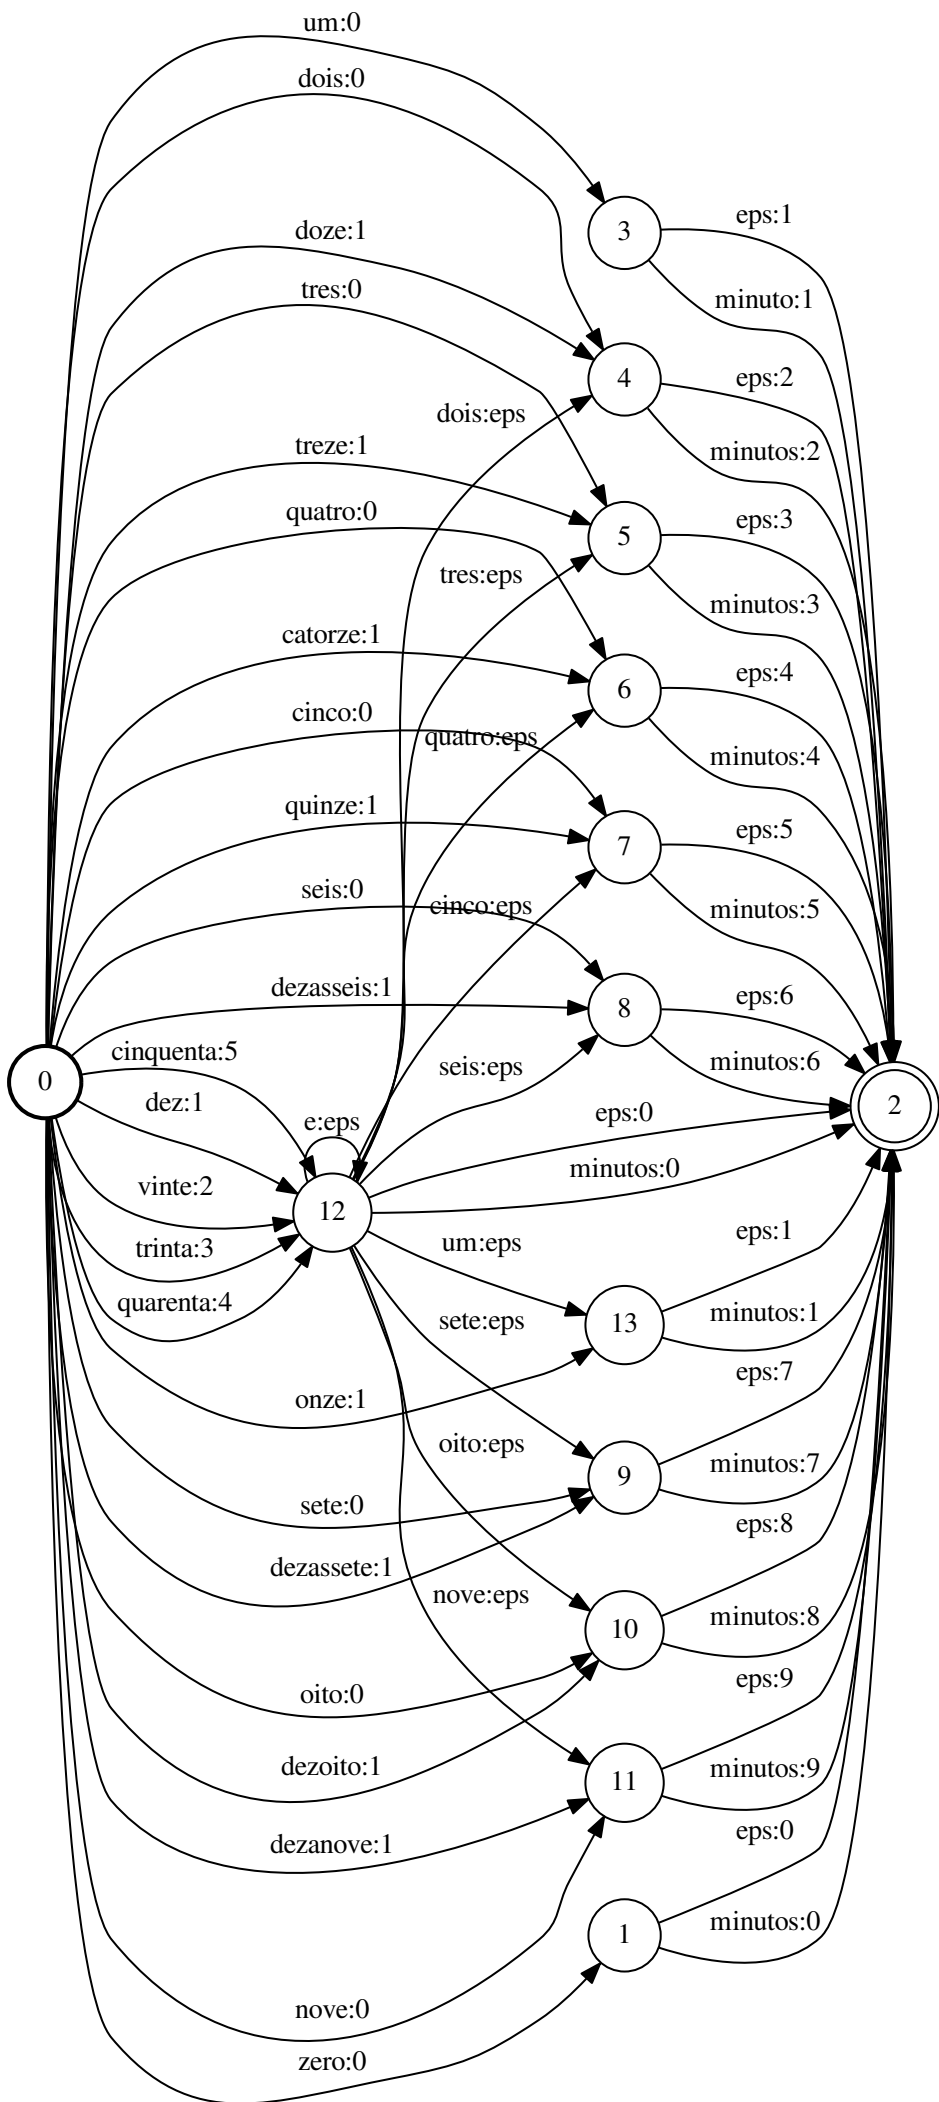 um:0
dois:0
3
eps:1
doze:1
tres:0
minuto:1
4
eps:2
dois:eps
treze:1
minutos:2
quatro:0
5
eps:3
tres:eps
minutos:3
catorze:1
6
eps:4
cinco:0
quatro:eps
minutos:4
quinze:1
7
eps:5
seis:0
cinco:eps
minutos:5
dezasseis:1
8
eps:6
cinquenta:5
seis:eps
minutos:6
0
dez:1
e:eps
eps:0
2
vinte:2
12
minutos:0
trinta:3
um:eps
eps:1
quarenta:4
sete:eps
13
minutos:1
onze:1
eps:7
oito:eps
9
minutos:7
sete:0
eps:8
dezassete:1
nove:eps
10
minutos:8
oito:0
eps:9
dezoito:1
11
minutos:9
dezanove:1
eps:0
1
minutos:0
nove:0
zero:0